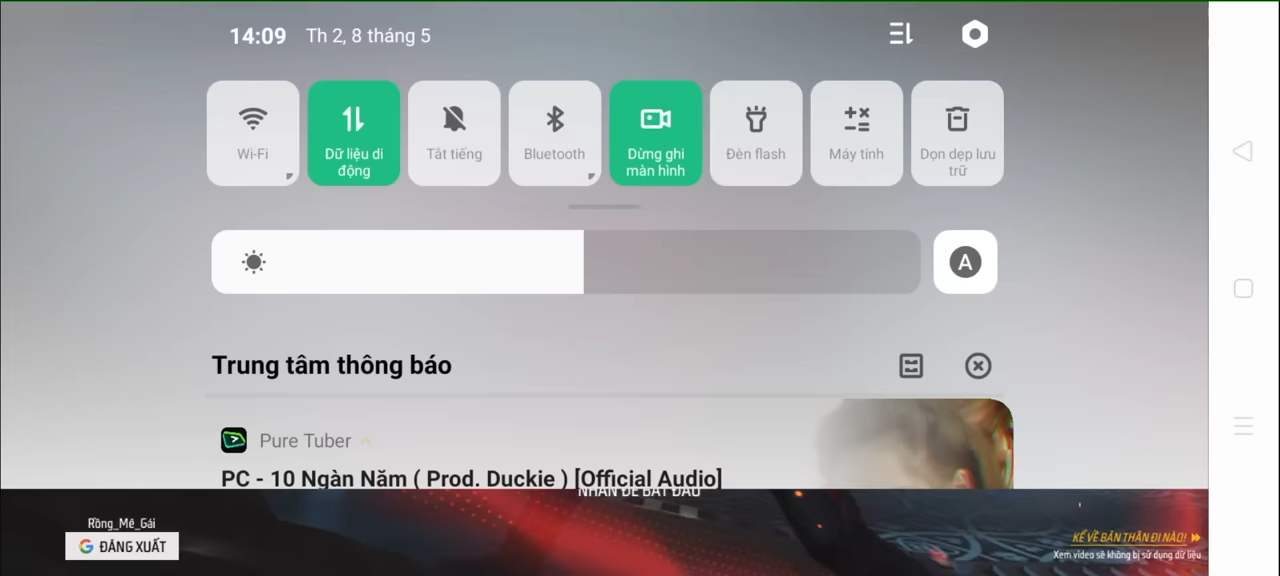 14:09 Th 2, 8 tháng 5
Wi-Fi
Dữ liệu di
động
Tắt tiếng
Bluetooth
Dừng ghi
màn hình
Đèn flash
Máy tính
Dọn dẹp lưu
trữ
A
Trung tâm thông báo
Pure Tuber
PC - 10 Ngàn Năm ( Prod. Duckie ) [Official Audio]
NHẤN ĐỂ BẮT ĐẦU
Rồng_Mê_Gái
G ĐĂNG XUẤT
KỂ VỀ BẢN THÂN ĐI NÀO!
Xem video sẽ không bị sử dụng dữ liệu